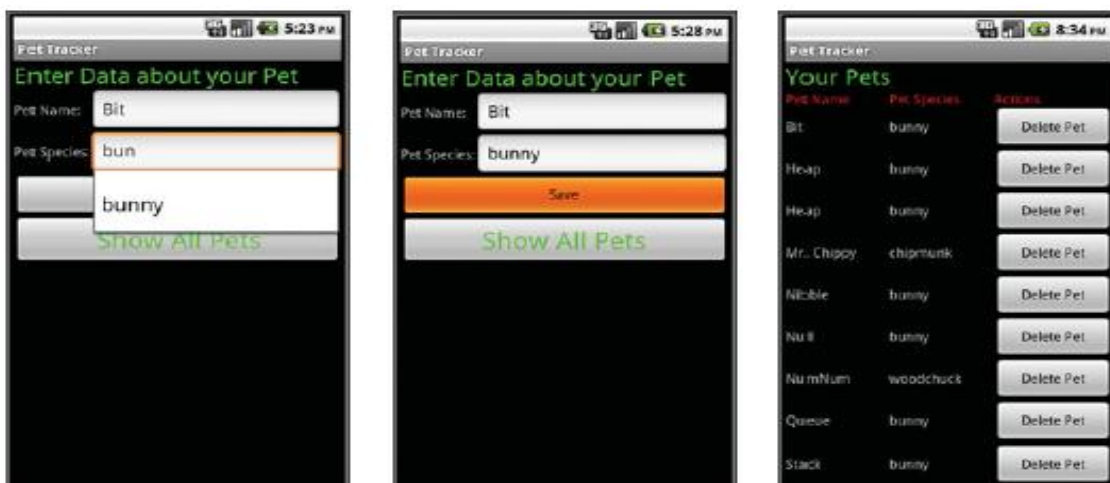 5:23 PM
Pet Tracker
Enter Data about your Pet
Pet Name: Bit
Pet Species: bun
bunny
Show All Pets
5:28 PM
Pet Tracker
Enter Data about your Pet
Pet Name: Bit
Pet Species: bunny
Save
Show All Pets
8:34 PM
Pet Tracker
Your Pets
Pet Name Pet Species Actions
Bit bunny Delete Pet
Heap bunny Delete Pet
Heap bunny Delete Pet
Mr.. Chippy chipmunk Delete Pet
Nibble bunny Delete Pet
Null bunny Delete Pet
NumNum woodchuck Delete Pet
Queue bunny Delete Pet
Stack bunny Delete Pet